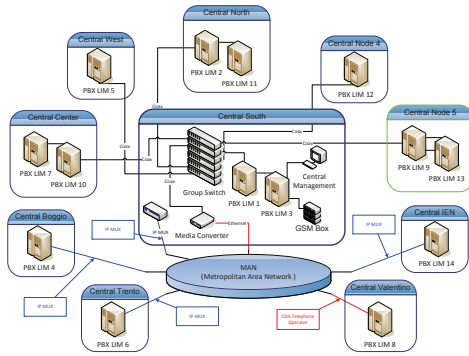 Central North
PBX LIM 2
PBX LIM 11
Central West
PBX LIM 5
Central Node 4
PBX LIM 12
Coax
Coax
Central South
Central Center
PBX LIM 7
PBX LIM 10
Coax
Coax
Coax
Coax
Group Switch
PBX LIM 1
PBX LIM 3
Central
Management
GSM Box
Central Node 5
PBX LIM 9
PBX LIM 13
IP MUX
Media Converter
Ethernet
Central Boggio
PBX LIM 4
IP MUX
IP MUX
Central IEN
PBX LIM 14
IP MUX
MAN
(Metropolitan Area Network )
IP MUX
Central Trento
PBX LIM 6
IP MUX
CDA Telephone
Operator
Central Valentino
PBX LIM 8